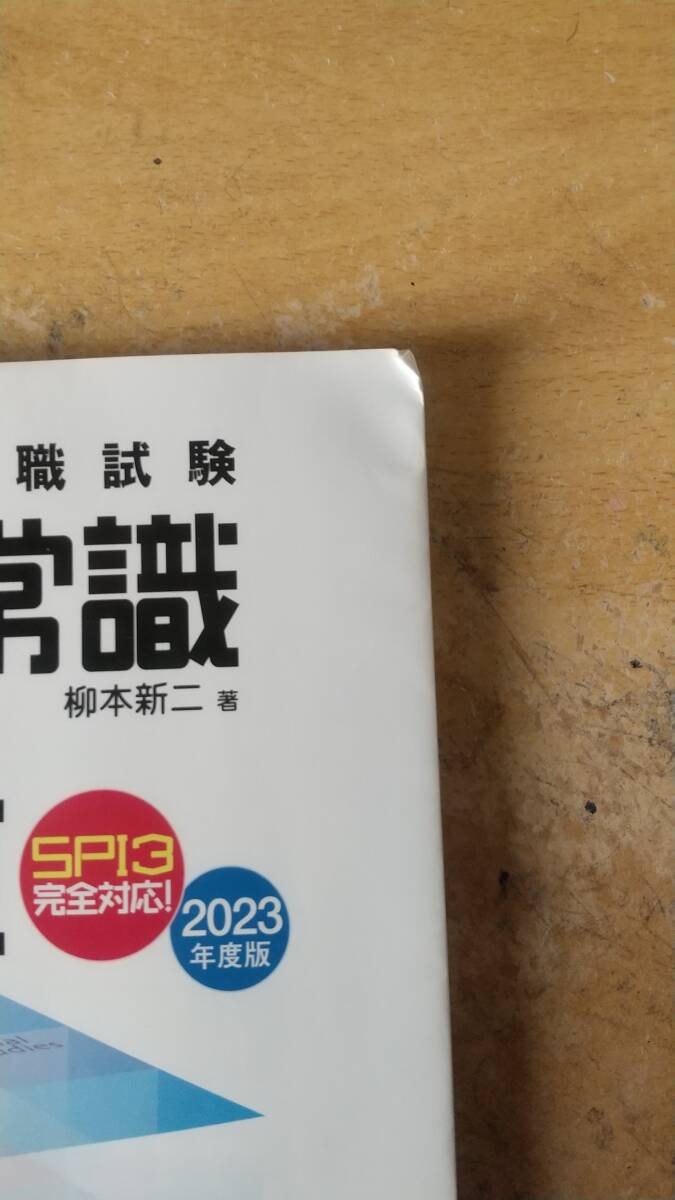 職試験
常識
柳本新二 著
SPI3
完全対応!
2023
年度版